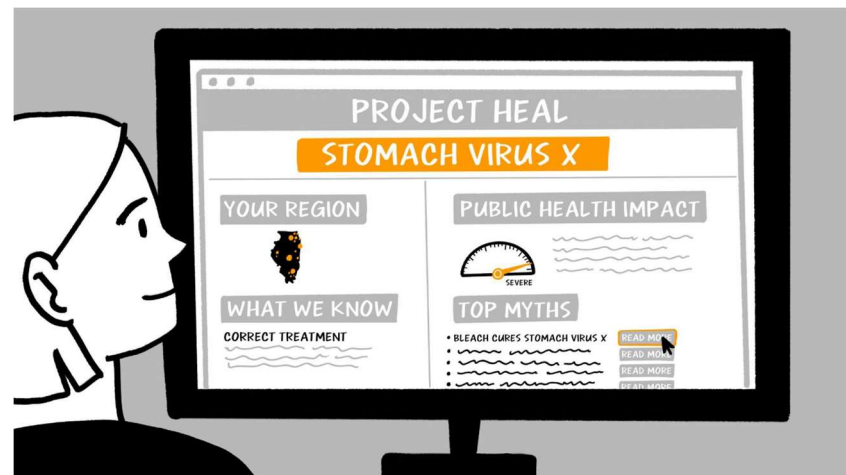 PROJECT HEAL
STOMACH VIRUS X
YOUR REGION
PUBLIC HEALTH IMPACT
SEVERE
WHAT WE KNOW
TOP MYTHS
CORRECT TREATMENT
• BLEACH CURES STOMACH VIRUS X READ MORE
READ MORE
READ MORE
READ MORE